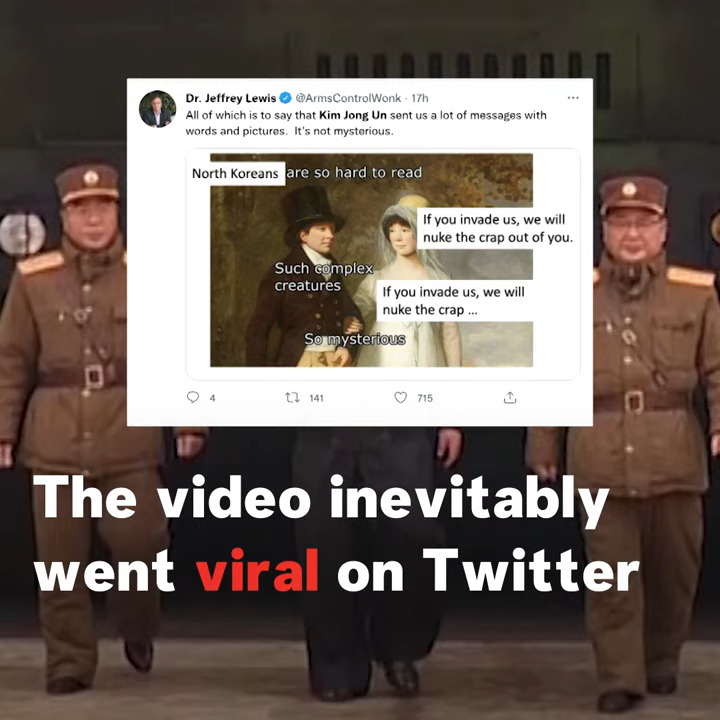 Dr. Jeffrey Lewis @ArmsControlWonk · 17h
All of which is to say that Kim Jong Un sent us a lot of messages with
words and pictures. It's not mysterious.
North Koreans are so hard to read
If you invade us, we will
nuke the crap out of you.
Such complex
creatures
If you invade us, we will
nuke the crap ...
So mysterious
4 141 715
The video inevitably
went viral on Twitter